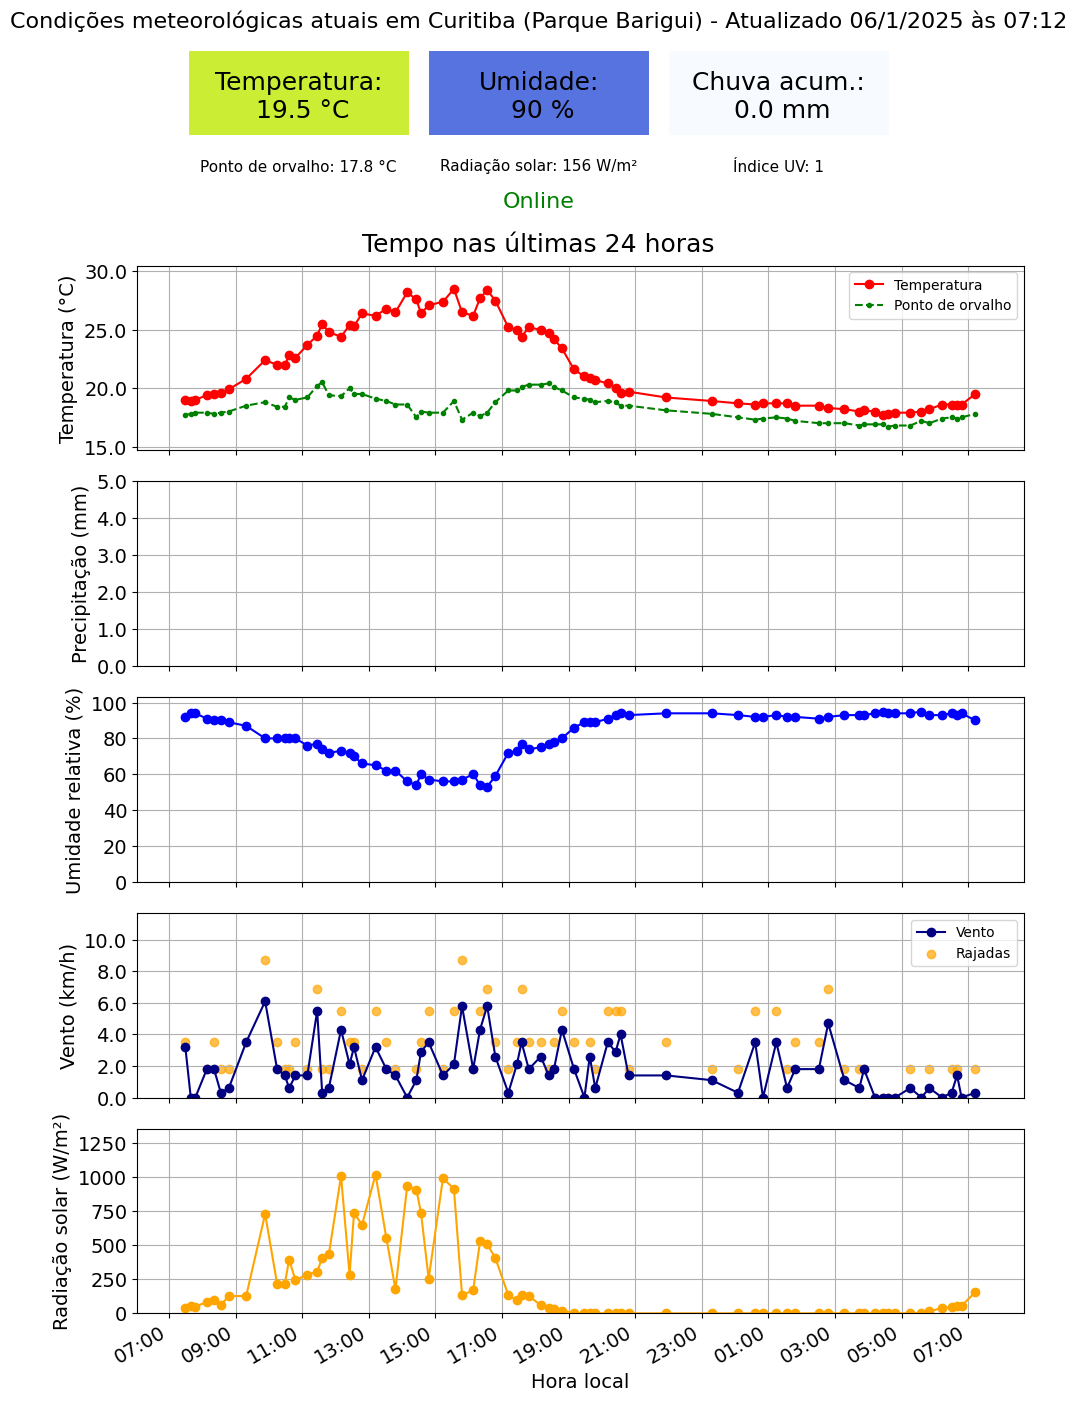 Condições meteorológicas atuais em Curitiba (Parque Barigui) - Atualizado 06/1/2025 às 07:12
Temperatura:
19.5 °C
Umidade:
90 %
Chuva acum.:
0.0 mm
Ponto de orvalho: 17.8 °C
Radiação solar: 156 W/m²
Índice UV: 1
Online
Tempo nas últimas 24 horas
Temperatura (°C)
30.0
25.0
20.0
15.0
Temperatura
Ponto de orvalho
Precipitação (mm)
5.0
4.0
3.0
2.0
1.0
0.0
Umidade relativa (%)
100
80
60
40
20
0
Vento (km/h)
10.0
8.0
6.0
4.0
2.0
0.0
Vento
Rajadas
Radiação solar (W/m²)
1250
1000
750
500
250
0
07:00
09:00
11:00
13:00
15:00
17:00
19:00
21:00
23:00
01:00
03:00
05:00
07:00
Hora local